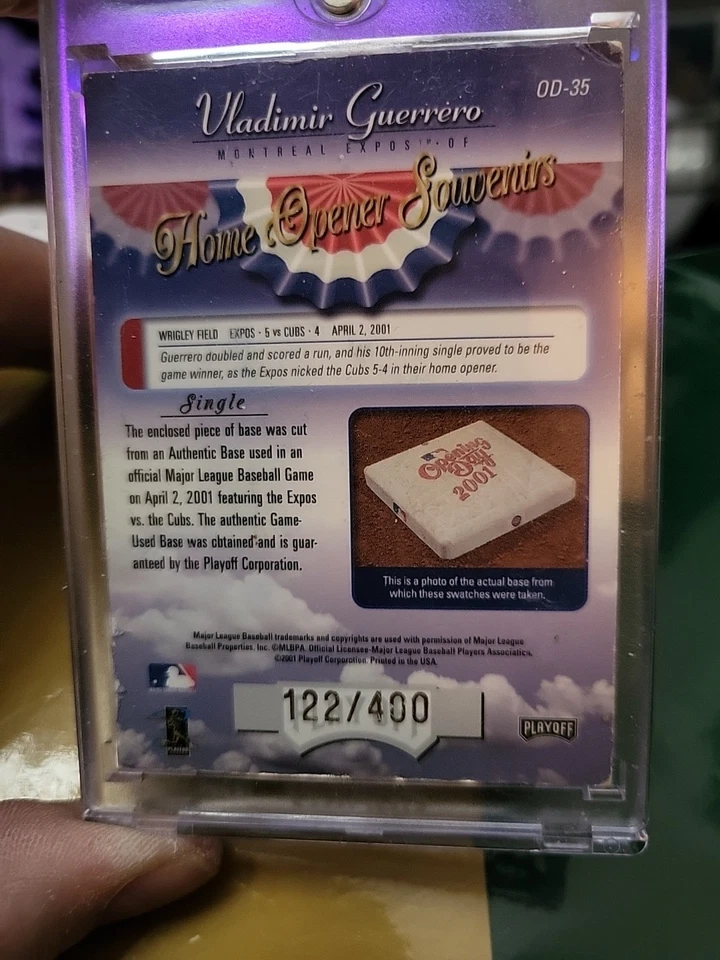 OD-35
Vladimir Guerrero
MONTREAL EXPOS™ • OF
Home Opener Souvenirs
WRIGLEY FIELD EXPOS • 5 vs CUBS • 4 APRIL 2, 2001
Guerrero doubled and scored a run, and his 10th-inning single proved to be the
game winner, as the Expos nicked the Cubs 5-4 in their home opener.
Single
The enclosed piece of base was cut
from an Authentic Base used in an
official Major League Baseball Game
on April 2, 2001 featuring the Expos
vs. the Cubs. The authentic Game-
Used Base was obtained and is guar-
anteed by the Playoff Corporation.
Opening
Day
2001
This is a photo of the actual base from
which these swatches were taken.
Major League Baseball trademarks and copyrights are used with permission of Major League
Baseball Properties, Inc. ©MLBPA. Official Licensee-Major League Baseball Players Association.
©2001 Playoff Corporation. Printed in the USA.
122/400
PLAYOFF